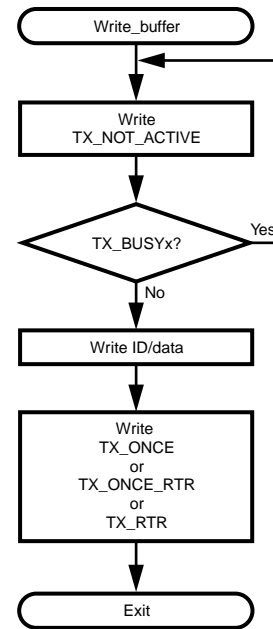 Write_buffer
Write
TX_NOT_ACTIVE
TX_BUSYx?
Yes
No
Write ID/data
Write
TX_ONCE
or
TX_ONCE_RTR
or
TX_RTR
Exit